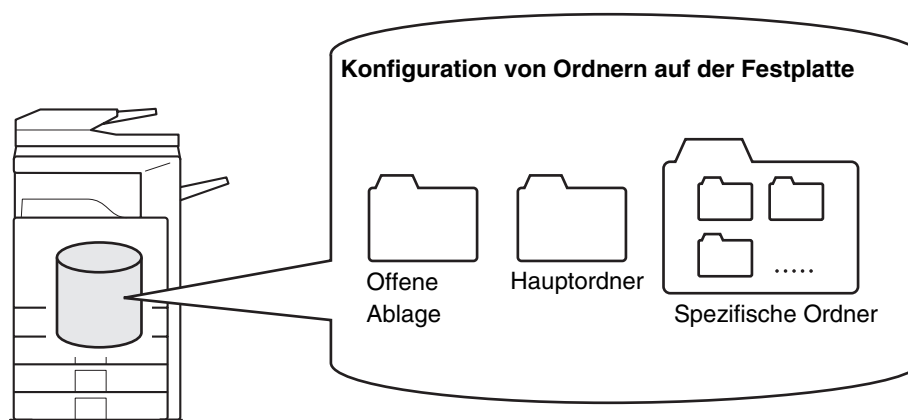 Konfiguration von Ordnern auf der Festplatte
Offene
Ablage
Hauptordner
.....
Spezifische Ordner